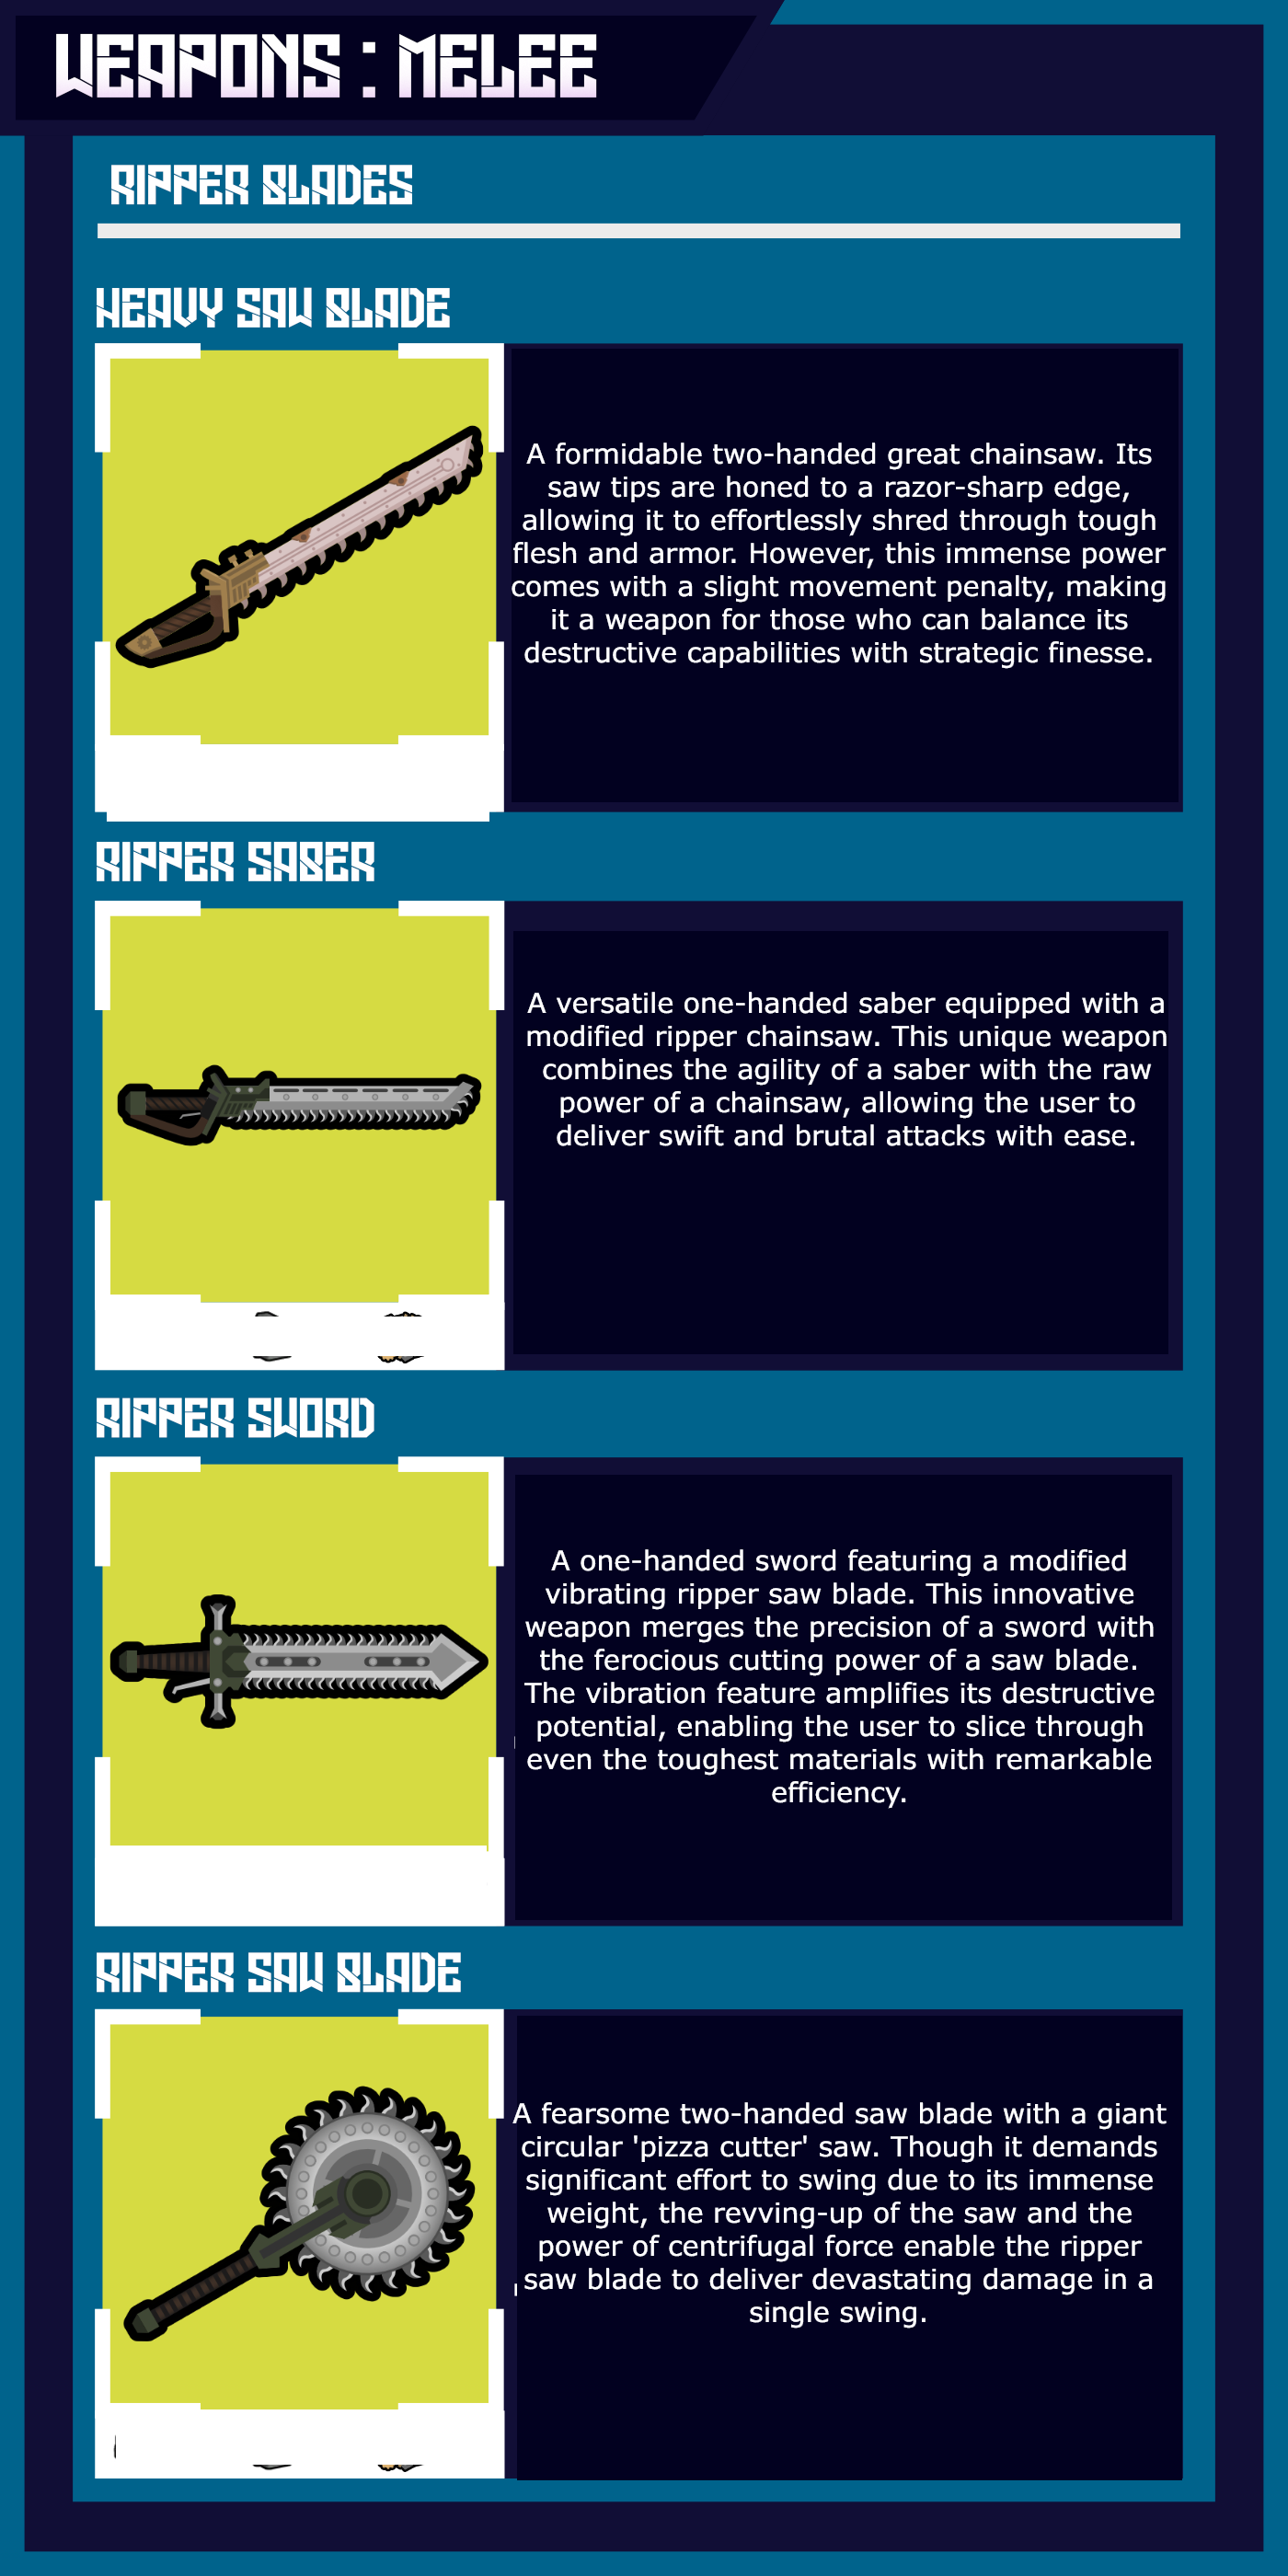 WEAPONS : MELEE
RIPPER BLADES
HEAVY SAW BLADE
A formidable two-handed great chainsaw. Its
saw tips are honed to a razor-sharp edge,
allowing it to effortlessly shred through tough
flesh and armor. However, this immense power
comes with a slight movement penalty, making
it a weapon for those who can balance its
destructive capabilities with strategic finesse.
RIPPER SABER
A versatile one-handed saber equipped with a
modified ripper chainsaw. This unique weapon
combines the agility of a saber with the raw
power of a chainsaw, allowing the user to
deliver swift and brutal attacks with ease.
RIPPER SWORD
A one-handed sword featuring a modified
vibrating ripper saw blade. This innovative
weapon merges the precision of a sword with
the ferocious cutting power of a saw blade.
The vibration feature amplifies its destructive
potential, enabling the user to slice through
even the toughest materials with remarkable
efficiency.
RIPPER SAW BLADE
A fearsome two-handed saw blade with a giant
circular 'pizza cutter' saw. Though it demands
significant effort to swing due to its immense
weight, the revving-up of the saw and the
power of centrifugal force enable the ripper
saw blade to deliver devastating damage in a
single swing.